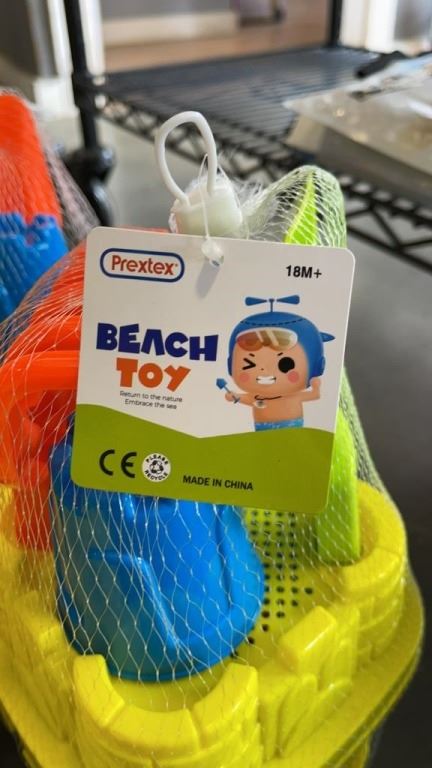 Prextex®
18M+
BEACH
TOY
Return to the nature
Embrace the sea
CE
PLEASE
RECYCLE
MADE IN CHINA